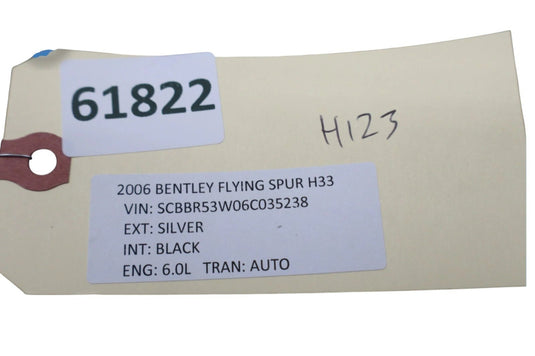 61822
H123
2006 BENTLEY FLYING SPUR H33
VIN: SCBBR53W06C035238
EXT: SILVER
INT: BLACK
ENG: 6.0L TRAN: AUTO